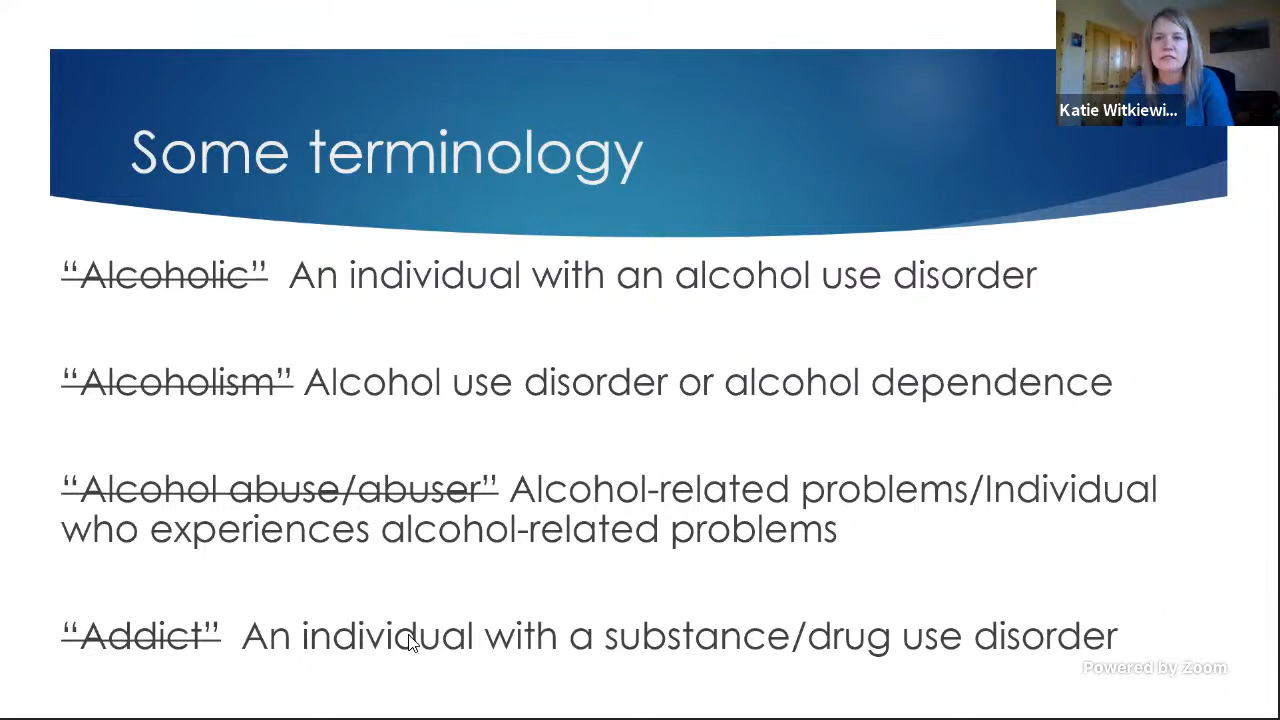 Katie Witkiewi...
Some terminology
“Alcoholic” An individual with an alcohol use disorder
“Alcoholism” Alcohol use disorder or alcohol dependence
“Alcohol abuse/abuser” Alcohol-related problems/Individual
who experiences alcohol-related problems
“Addict” An individual with a substance/drug use disorder
Powered by Zoom